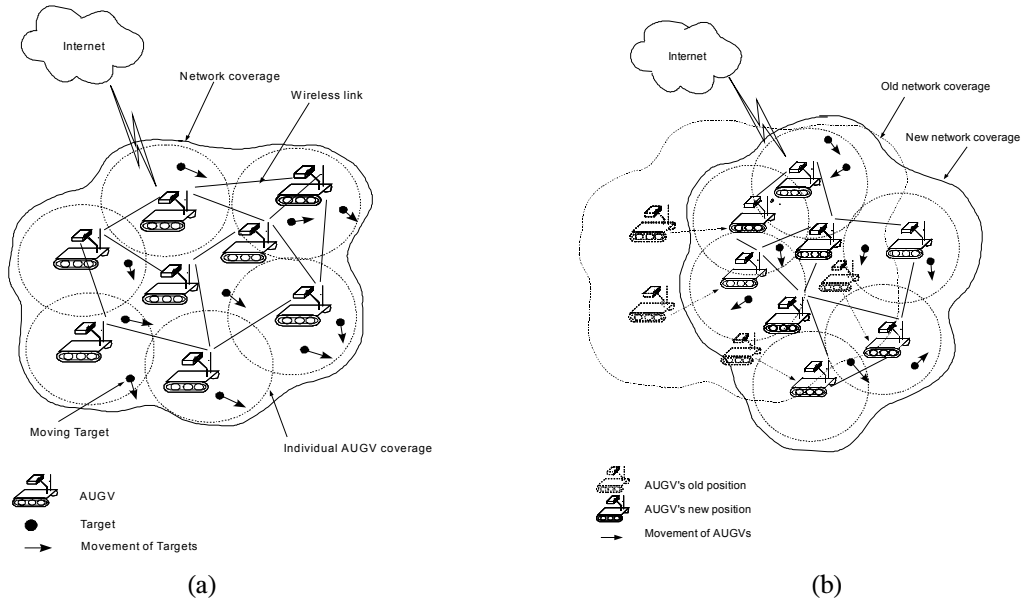 Internet
Network coverage
Wireless link
Moving Target
Individual AUGV coverage
AUGV
Target
Movement of Targets
(a)
Internet
Old network coverage
New network coverage
AUGV's old position
AUGV's new position
Movement of AUGVs
(b)